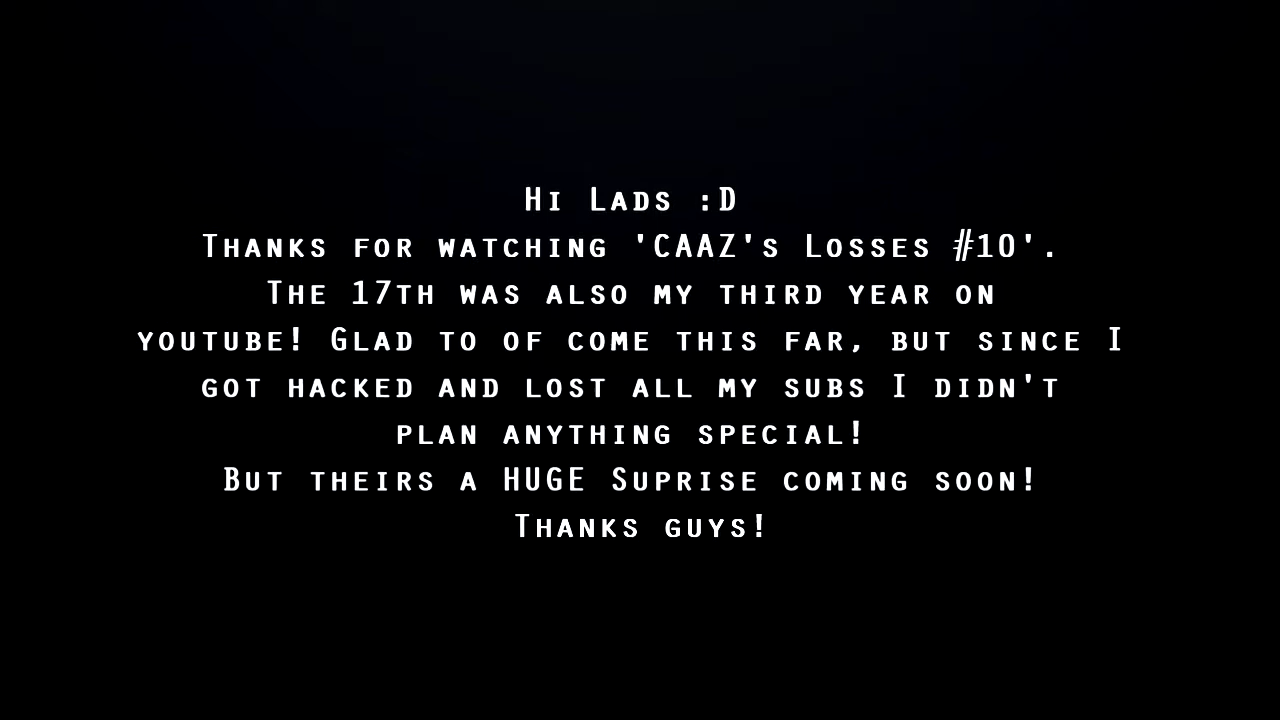 Hi Lads :D
Thanks for watching 'CAAZ's Losses #10'.
The 17th was also my third year on
youtube! Glad to of come this far, but since I
got hacked and lost all my subs I didn't
plan anything special!
But theirs a HUGE Suprise coming soon!
Thanks guys!